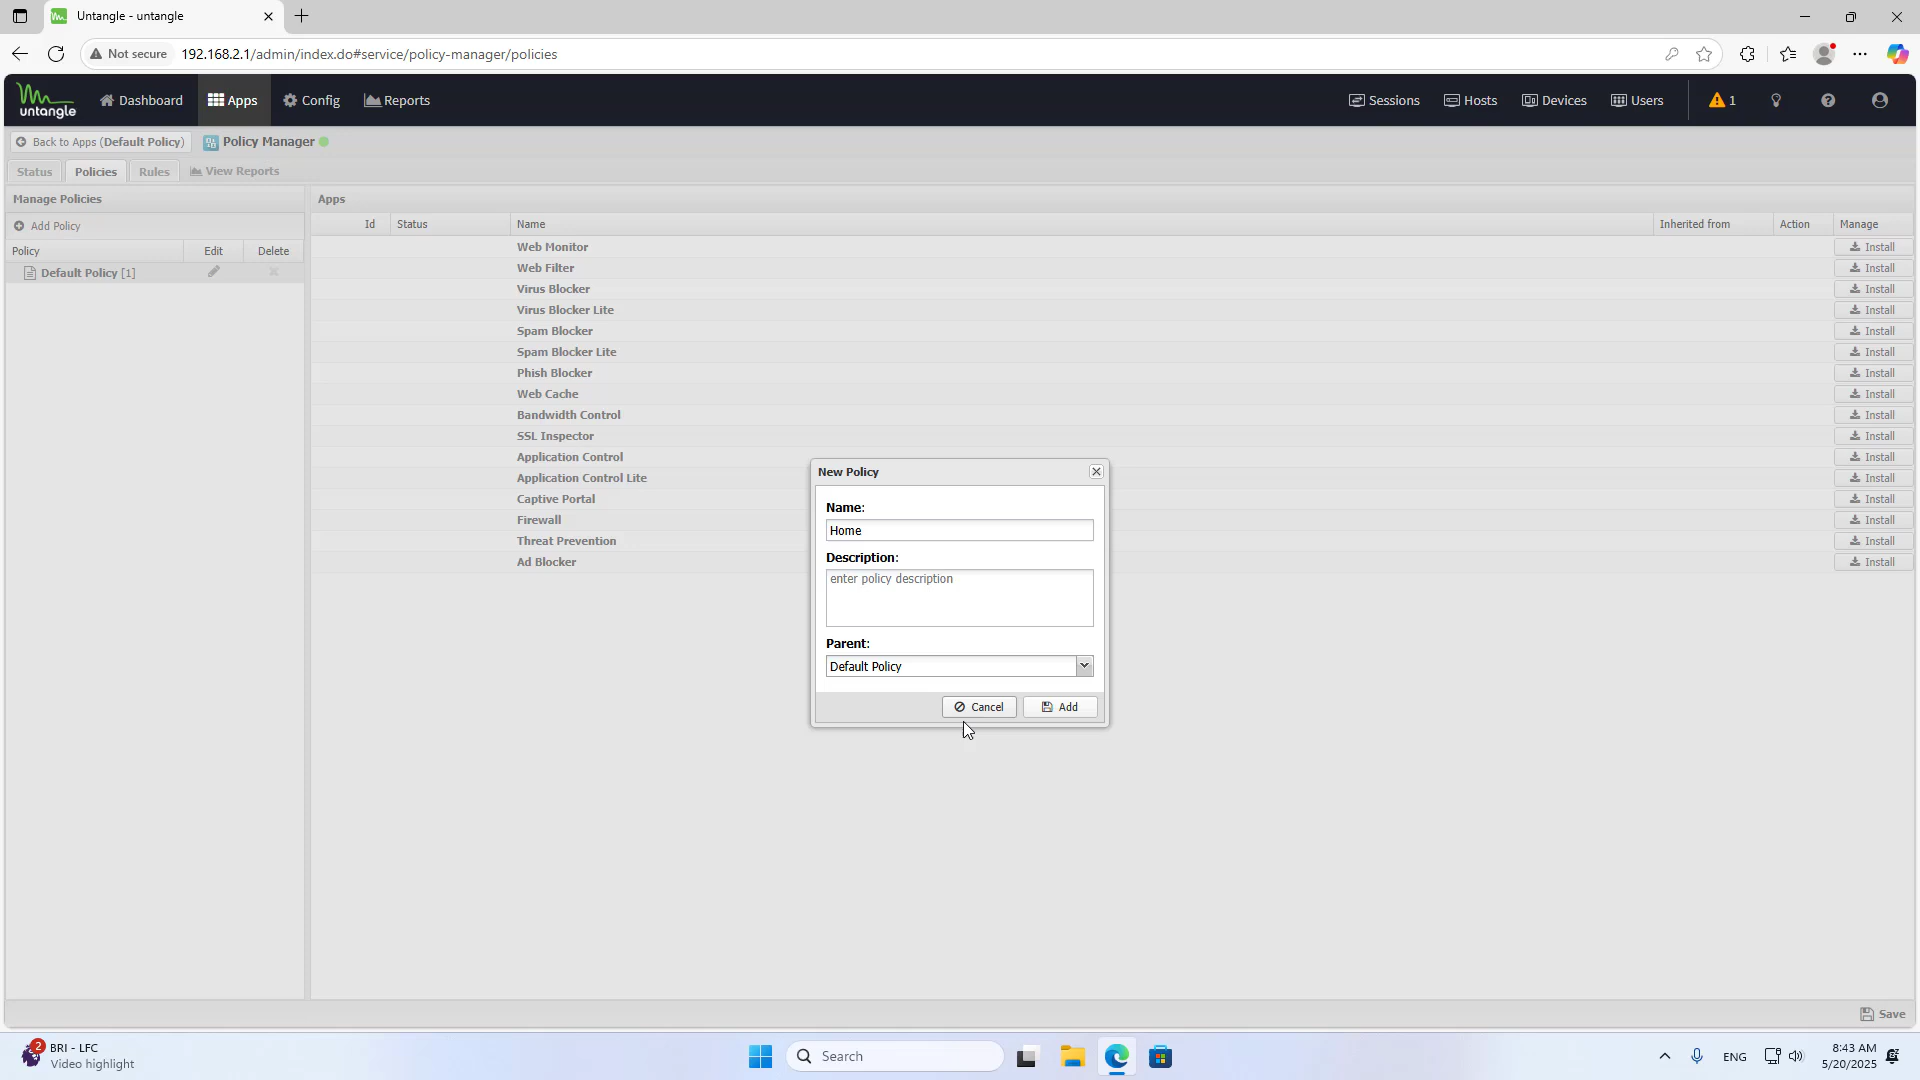 Untangle - untangle
Not secure
192.168.2.1/admin/index.do#service/policy-manager/policies
untangle
Dashboard
Apps
Config
Reports
Sessions
Hosts
Devices
Users
1
Back to Apps (Default Policy)
Policy Manager
Status
Policies
Rules
View Reports
Manage Policies
Apps
Add Policy
Id
Status
Name
Inherited from
Action
Manage
Policy
Edit
Delete
Default Policy [1]
Web Monitor
Install
Web Filter
Install
Virus Blocker
Install
Virus Blocker Lite
Install
Spam Blocker
Install
Spam Blocker Lite
Install
Phish Blocker
Install
Web Cache
Install
Bandwidth Control
Install
SSL Inspector
Install
Application Control
Install
Application Control Lite
Install
Captive Portal
Install
Firewall
Install
Threat Prevention
Install
Ad Blocker
Install
New Policy
Name:
Home
Description:
enter policy description
Parent:
Default Policy
Cancel
Add
Save
2
BRI - LFC
Video highlight
Search
ENG
8:43 AM
5/20/2025